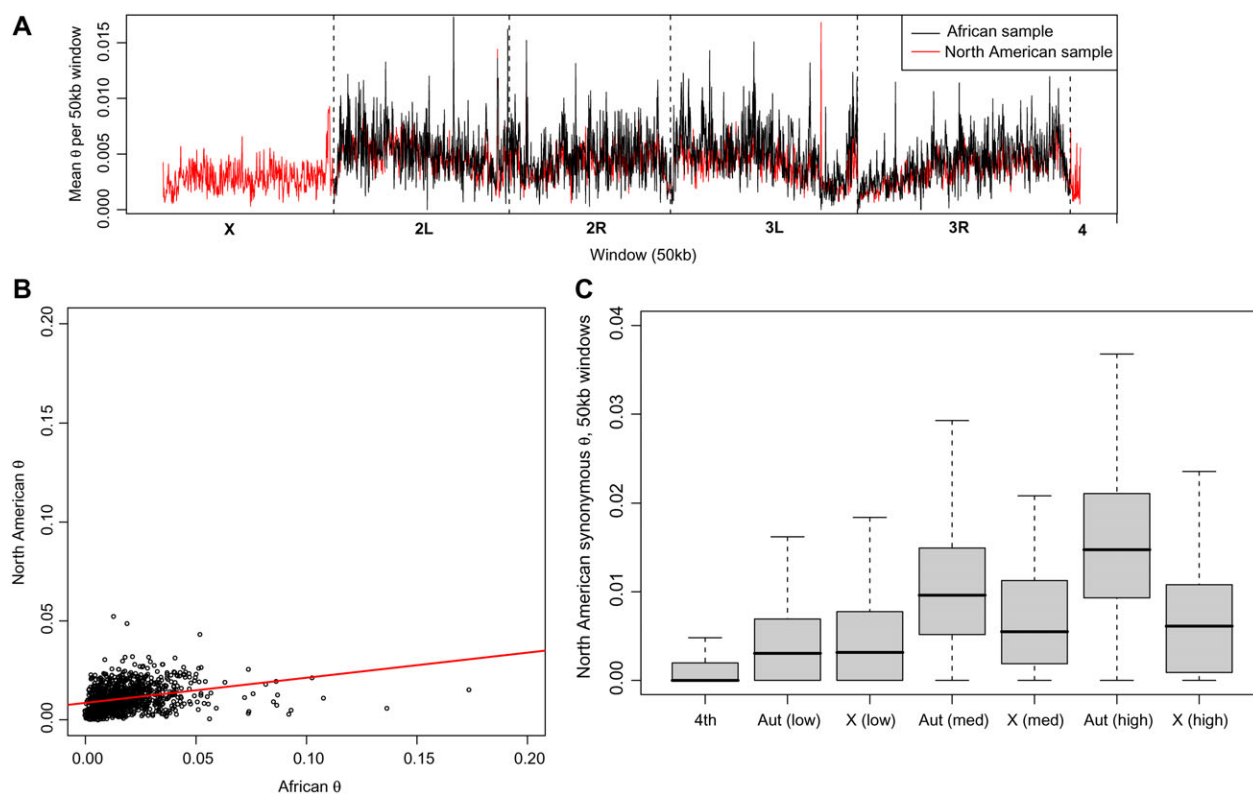 A
Mean θ per 50kb window
0.015
0.010
0.005
0.000
African sample
North American sample
X
2L
2R
3L
3R
4
Window (50kb)
B
North American θ
0.20
0.15
0.10
0.05
0.00
0.00
0.05
0.10
0.15
0.20
African θ
C
North American synonymous θ, 50kb windows
0.04
0.03
0.02
0.01
0.00
4th
Aut (low)
X (low)
Aut (med)
X (med)
Aut (high)
X (high)